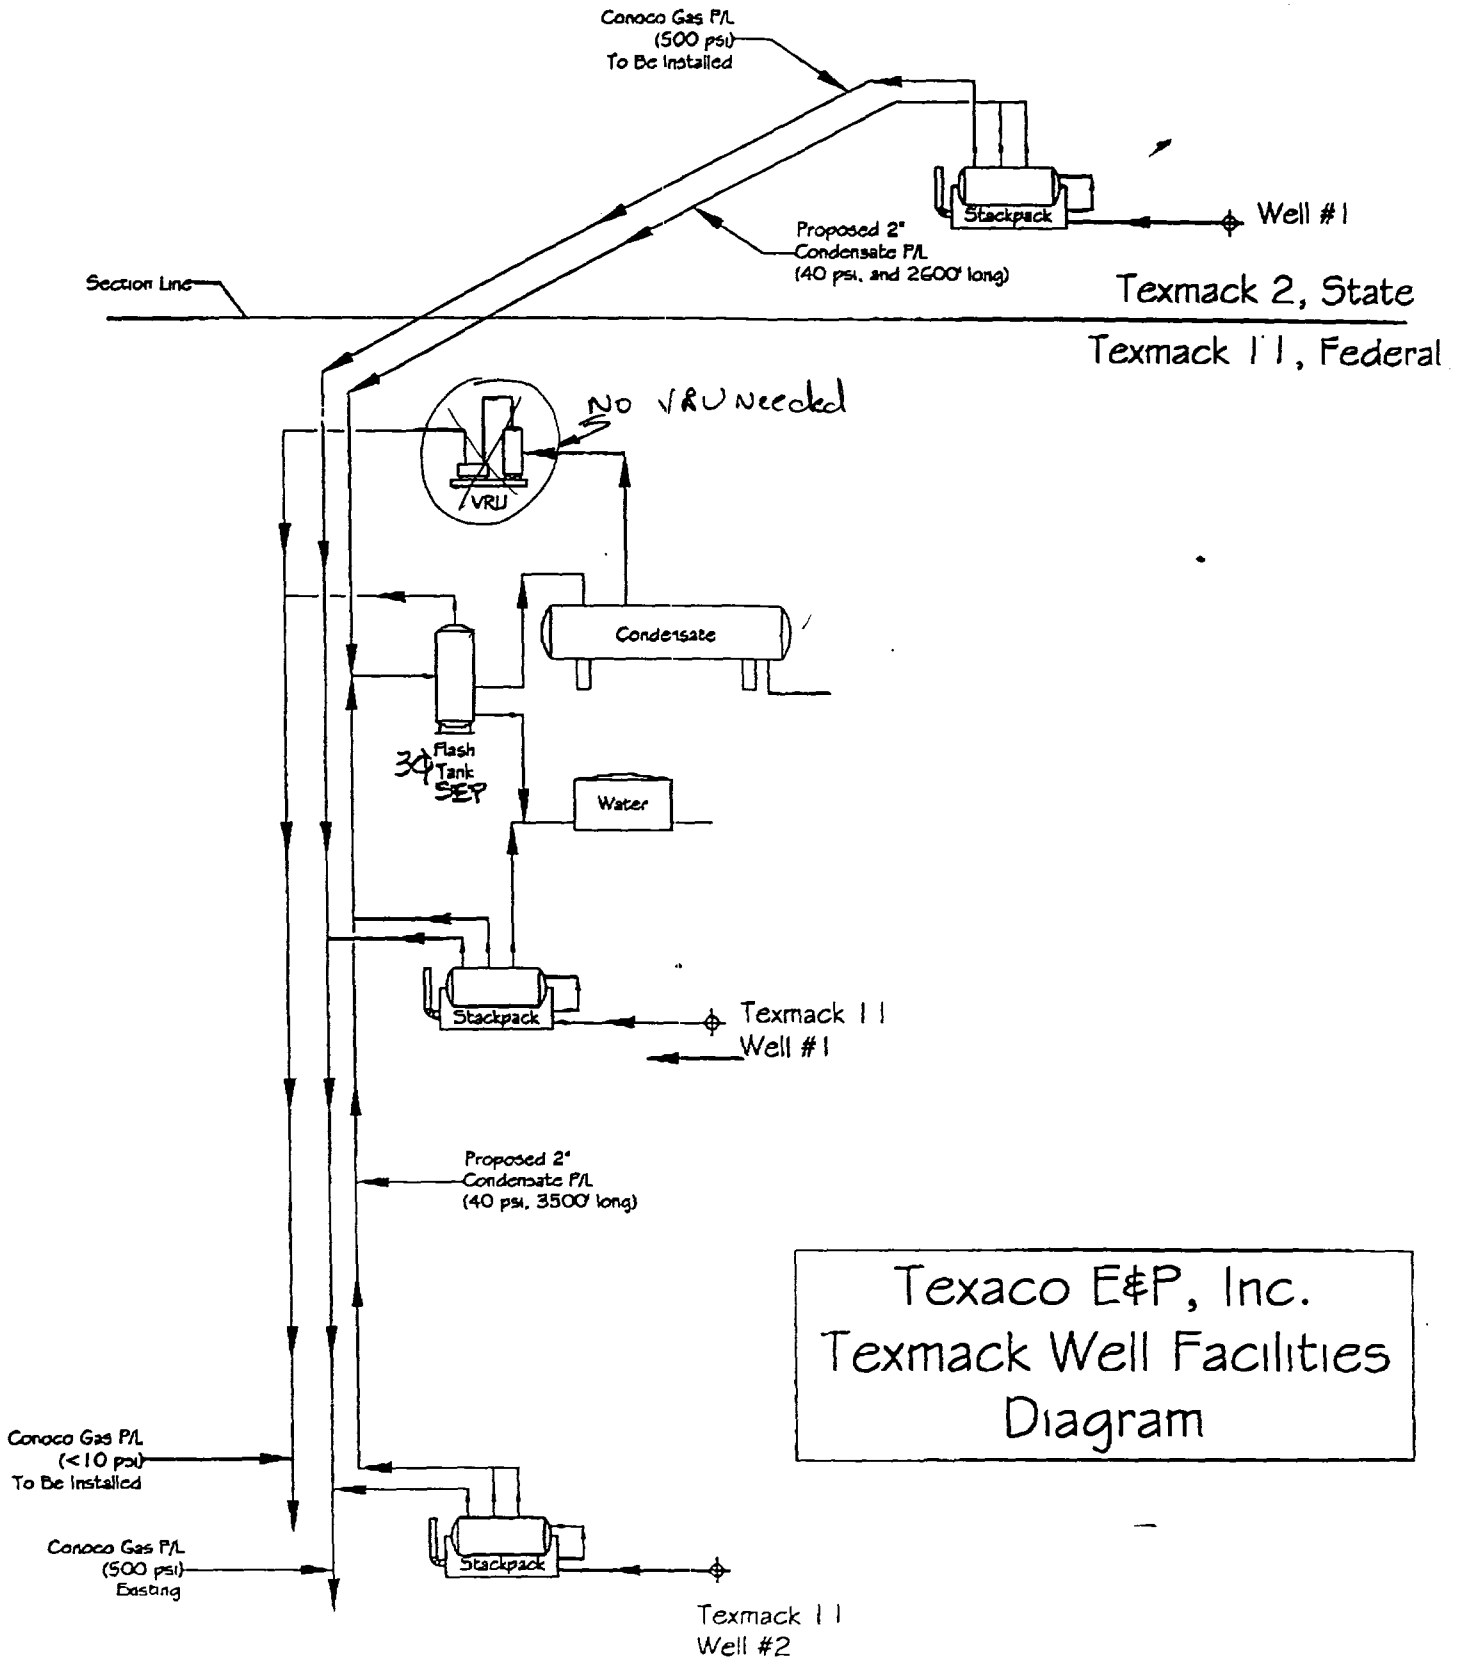 Conoco Gas P/L
(500 psi)
To Be Installed
Stackpack
Well #1
Proposed 2"
Condensate P/L
(40 psi, and 2600' long)
Section Line
Texmack 2, State
Texmack 11, Federal
No VRU Needed
VRU
Condensate
3φ
Flash
Tank
SEP
Water
Stackpack
Texmack 11
Well #1
Proposed 2"
Condensate P/L
(40 psi, 3500' long)
Texaco E&P, Inc.
Texmack Well Facilities
Diagram
Conoco Gas P/L
(<10 psi)
To Be Installed
Conoco Gas P/L
(500 psi)
Existing
Stackpack
Texmack 11
Well #2